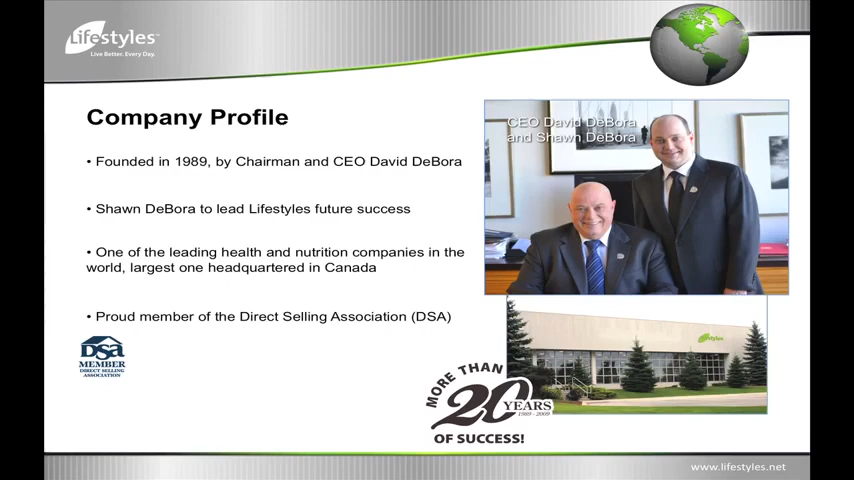 Lifestyles™
Live Better. Every Day.
Company Profile
• Founded in 1989, by Chairman and CEO David DeBora
• Shawn DeBora to lead Lifestyles future success
• One of the leading health and nutrition companies in the
world, largest one headquartered in Canada
• Proud member of the Direct Selling Association (DSA)
dsa
MEMBER
DIRECT SELLING
ASSOCIATION
CEO David DeBora
and Shawn DeBora
Lifestyles
MORE THAN
20 YEARS
1989 - 2009
OF SUCCESS!
www.lifestyles.net